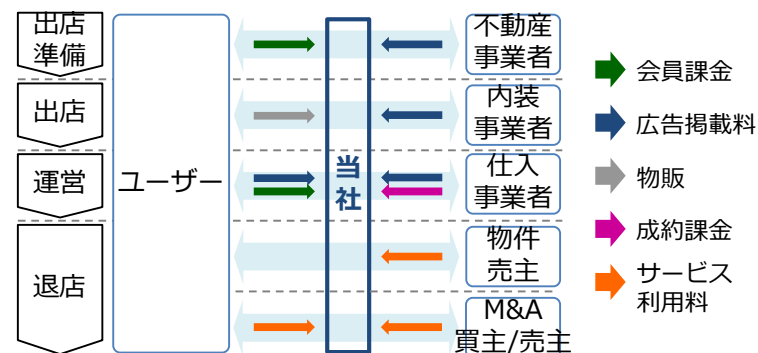 出店
準備
出店
運営
退店
ユーザー
当
社
不動産
事業者
内装
事業者
仕入
事業者
物件
売主
M&A
買主/売主
会員課金
広告掲載料
物販
成約課金
サービス
利用料